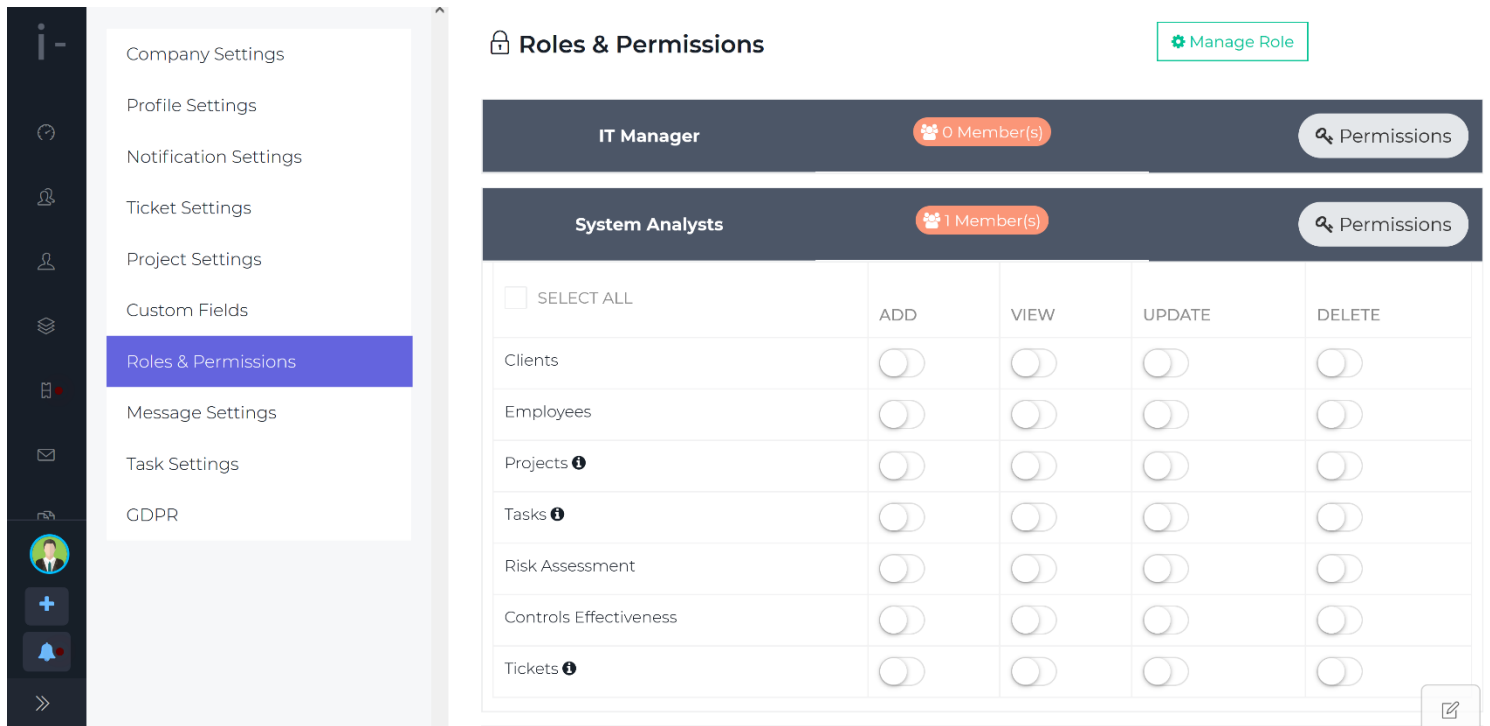 i-
Company Settings
Profile Settings
Notification Settings
Ticket Settings
Project Settings
Custom Fields
Roles & Permissions
Message Settings
Task Settings
GDPR
Roles & Permissions
Manage Role
IT Manager 0 Member(s) Permissions
System Analysts 1 Member(s) Permissions
SELECT ALL ADD VIEW UPDATE DELETE
Clients
Employees
Projects
Tasks
Risk Assessment
Controls Effectiveness
Tickets